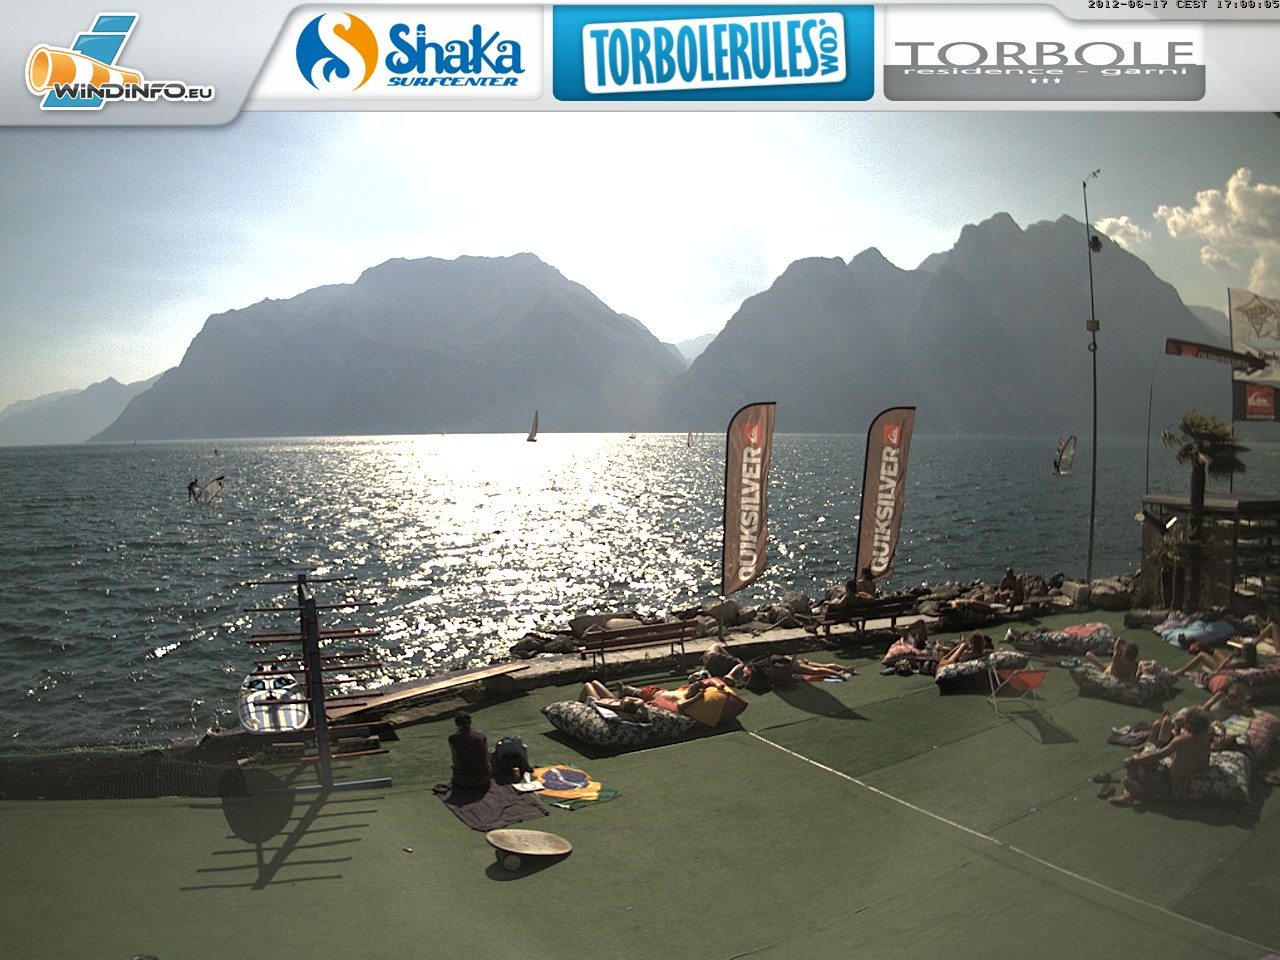 2012-06-17 CEST 17:00:05
WINDINFO.EU
Shaka
SURFCENTER
TORBOLERULES.COM
TORBOLE
residence - garni
QUIKSILVER
QUIKSILVER